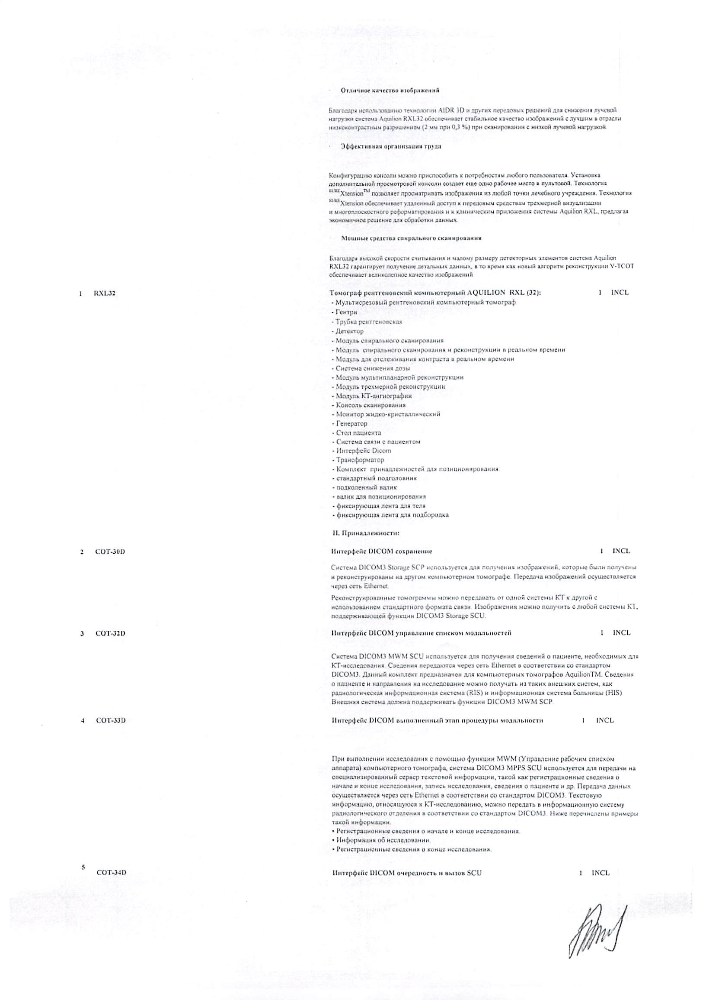 · Отличное качество изображений
Благодаря использованию технологии AIDR 3D и других передовых решений для снижения лучевой
нагрузки система Aquilion RXL32 обеспечивает стабильное качество изображений с лучшим в отрасли
низкоконтрастным разрешением (2 мм при 0,3 %) при сканировании с низкой лучевой нагрузкой.
· Эффективная организация труда
Конфигурацию консоли можно приспособить к потребностям любого пользователя. Установка
дополнительной просмотровой консоли создает еще одно рабочее место в пультовой. Технология
SUREXtension™ позволяет просматривать изображения из любой точки лечебного учреждения. Технология
SUREXtension обеспечивает удаленный доступ к передовым средствам трехмерной визуализации
и многоплоскостного реформатирования и к клиническим приложения системы Aquilion RXL, предлагая
экономичное решение для обработки данных.
· Мощные средства спирального сканирования
Благодаря высокой скорости считывания и малому размеру детекторных элементов система Aquilion
RXL32 гарантирует получение детальных данных, в то время как новый алгоритм реконструкции V-TCOT
обеспечивает великолепное качество изображений
1 RXL32 Томограф рентгеновский компьютерный AQUILION RXL (32): 1 INCL
- Мультисрезовый рентгеновский компьютерный томограф
- Гентри
- Трубка рентгеновская
- Детектор
- Модуль спирального сканирования
- Модуль спирального сканирования и реконструкции в реальном времени
- Модуль для отслеживания контраста в реальном времени
- Система снижения дозы
- Модуль мультипланарной реконструкции
- Модуль трехмерной реконструкции
- Модуль КТ-ангиографии
- Консоль сканирования
- Монитор жидко-кристаллический
- Генератор
- Стол пациента
- Система связи с пациентом
- Интерфейс Dicom
- Трансформатор
- Комплект принадлежностей для позиционирования:
- стандартный подголовник
- подколенный валик
- валик для позиционирования
- фиксирующая лента для теля
- фиксирующая лента для подбородка
II. Принадлежности:
2 COT-30D Интерфейс DICOM сохранение 1 INCL
Система DICOM3 Storage SCP используется для получения изображений, которые были получены
и реконструированы на другом компьютерном томографе. Передача изображений осуществляется
через сеть Ethernet.
Реконструированные томограммы можно передавать от одной системы КТ к другой с
использованием стандартного формата связи. Изображения можно получить с любой системы КТ,
поддерживающей функции DICOM3 Storage SCU.
3 COT-32D Интерфейс DICOM управление списком модальностей 1 INCL
Система DICOM3 MWM SCU используется для получения сведений о пациенте, необходимых для
КТ-исследования. Сведения передаются через сеть Ethernet в соответствии со стандартом
DICOM3. Данный комплект предназначен для компьютерных томографов AquilionTM. Сведения
о пациенте и направления на исследование можно получать из таких внешних систем, как
радиологическая информационная система (RIS) и информационная система больницы (HIS).
Внешняя система должна поддерживать функции DICOM3 MWM SCP.
4 COT-33D Интерфейс DICOM выполненный этап процедуры модальности 1 INCL
При выполнении исследования с помощью функции MWM (Управление рабочим списком
аппарата) компьютерного томографа, система DICOM3 MPPS SCU используется для передачи на
специализированный сервер текстовой информации, такой как регистрационные сведения о
начале и конце исследования, запись исследования, сведения о пациенте и др. Передача данных
осуществляется через сеть Ethernet в соответствии со стандартом DICOM3. Текстовую
информацию, относящуюся к КТ-исследованию, можно передать в информационную систему
радиологического отделения в соответствии со стандартом DICOM3. Ниже перечислены примеры
такой информации.
• Регистрационные сведения о начале и конце исследования.
• Информация об исследовании.
• Регистрационные сведения о конце исследования.
5 COT-34D Интерфейс DICOM очередность и вызов SCU 1 INCL